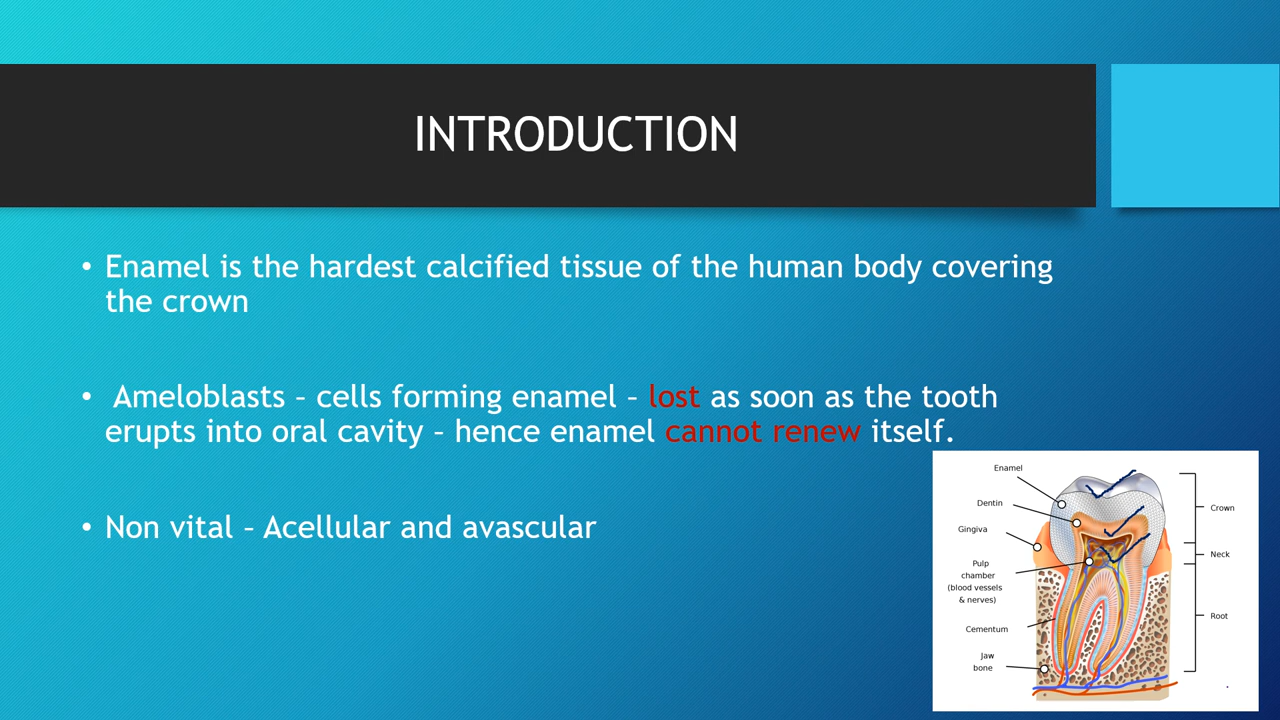 INTRODUCTION
• Enamel is the hardest calcified tissue of the human body covering
the crown
• Ameloblasts – cells forming enamel – lost as soon as the tooth
erupts into oral cavity – hence enamel cannot renew itself.
• Non vital – Acellular and avascular
Enamel
Dentin
Gingiva
Pulp
chamber
(blood vessels
& nerves)
Cementum
Jaw
bone
Crown
Neck
Root